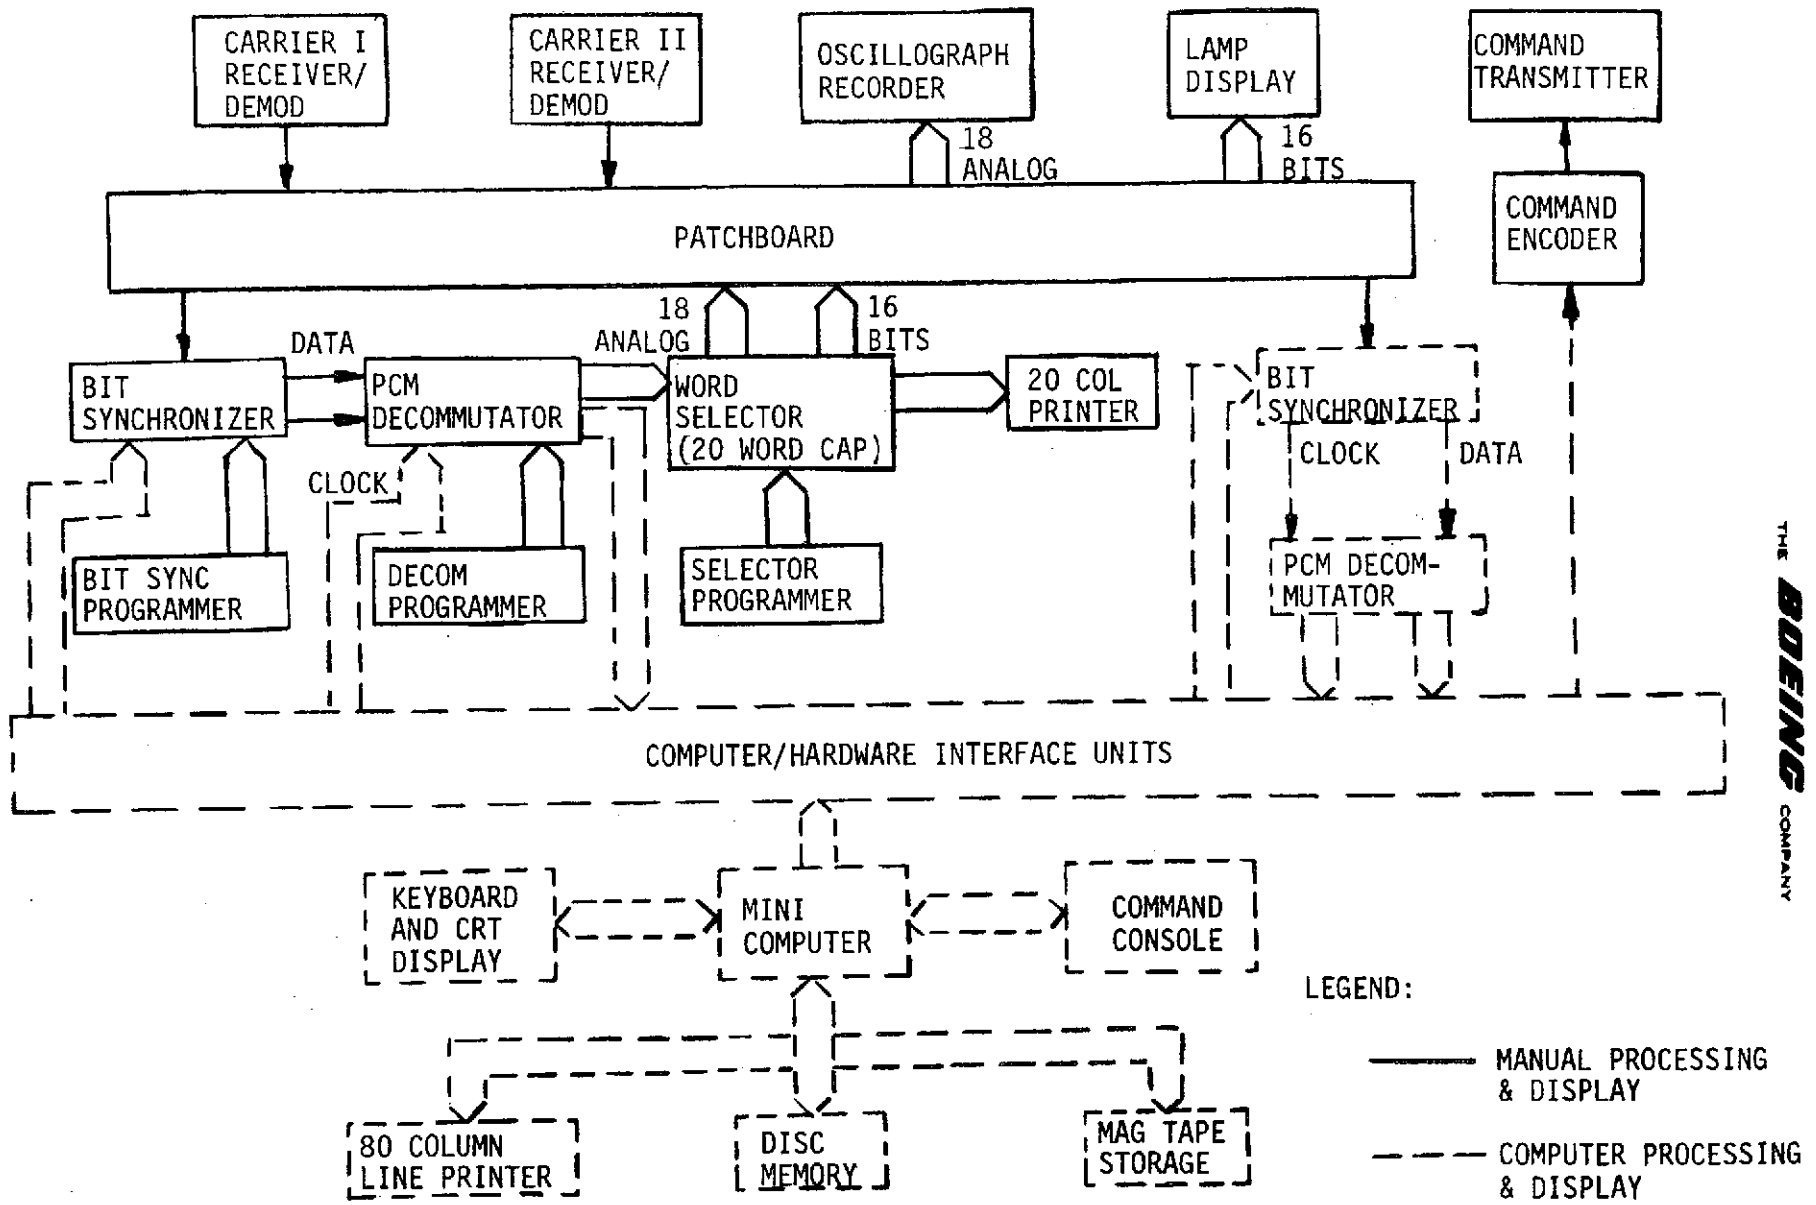 CARRIER I
RECEIVER/
DEMOD
CARRIER II
RECEIVER/
DEMOD
OSCILLOGRAPH
RECORDER
LAMP
DISPLAY
COMMAND
TRANSMITTER
18
ANALOG
16
BITS
COMMAND
ENCODER
PATCHBOARD
18
ANALOG
16
BITS
DATA
BIT
SYNCHRONIZER
PCM
DECOMMUTATOR
WORD
SELECTOR
(20 WORD CAP)
20 COL
PRINTER
BIT
SYNCHRONIZER
CLOCK
CLOCK
DATA
BIT SYNC
PROGRAMMER
DECOM
PROGRAMMER
SELECTOR
PROGRAMMER
PCM DECOM-
MUTATOR
COMPUTER/HARDWARE INTERFACE UNITS
KEYBOARD
AND CRT
DISPLAY
MINI
COMPUTER
COMMAND
CONSOLE
80 COLUMN
LINE PRINTER
DISC
MEMORY
MAG TAPE
STORAGE
LEGEND:
MANUAL PROCESSING
& DISPLAY
COMPUTER PROCESSING
& DISPLAY
THE BOEING COMPANY